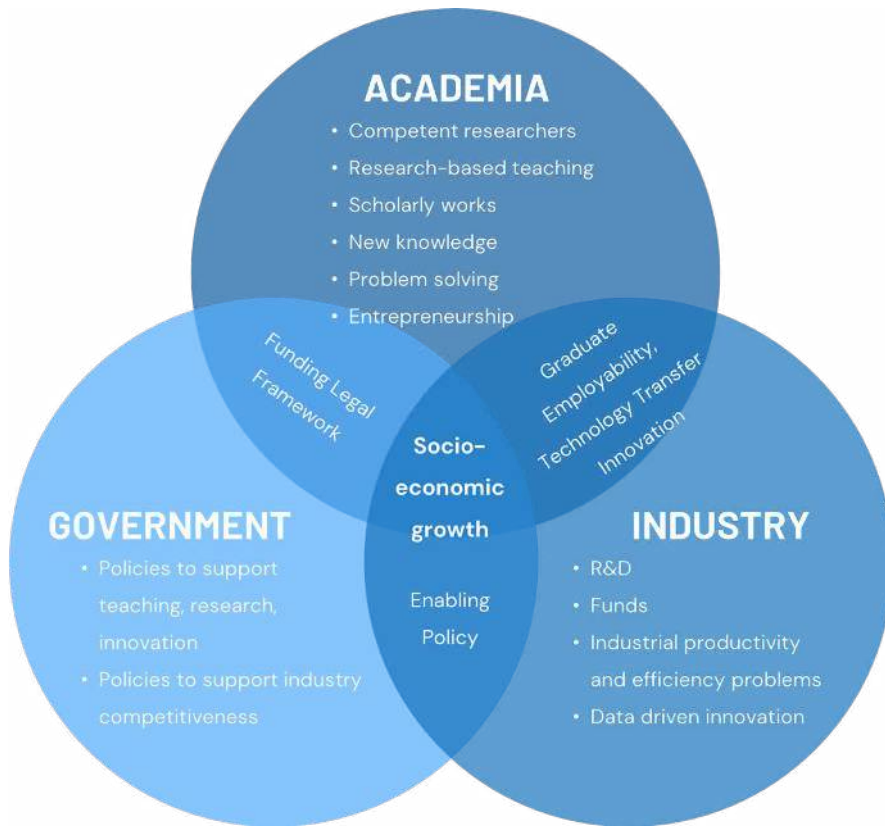 ACADEMIA
• Competent researchers
• Research-based teaching
• Scholarly works
• New knowledge
• Problem solving
• Entrepreneurship
Funding Legal
Framework
Graduate
Employability,
Technology Transfer
Innovation
Socio-
economic
growth
GOVERNMENT
• Policies to support
teaching, research,
innovation
• Policies to support industry
competitiveness
Enabling
Policy
INDUSTRY
• R&D
• Funds
• Industrial productivity
and efficiency problems
• Data driven innovation